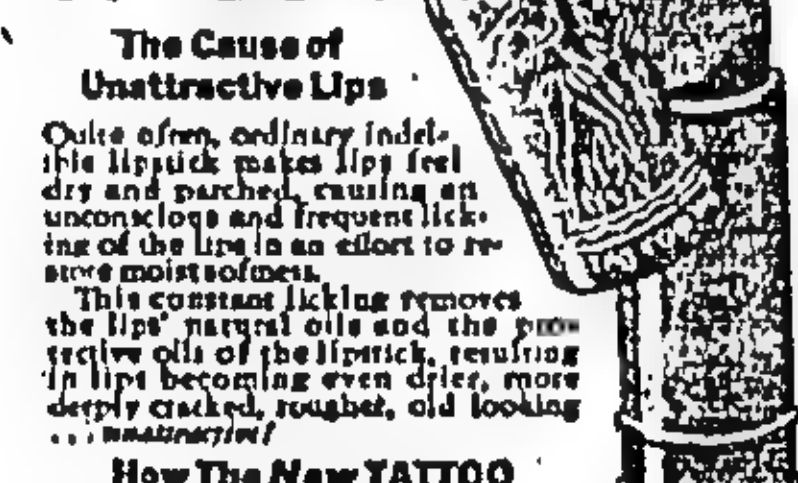 The Cause of
Unattractive Lips
Quite often, ordinary indel-
ible lipstick makes lips feel
dry and parched, causing an
unconscious and frequent lick-
ing of the lips in an effort to re-
store moist softness.
This constant licking removes
the lips' natural oils and the pro-
tective oils of the lipstick, resulting
in lips becoming even drier, more
deeply cracked, rougher, old looking
... unattractive!
How The New TATTOO